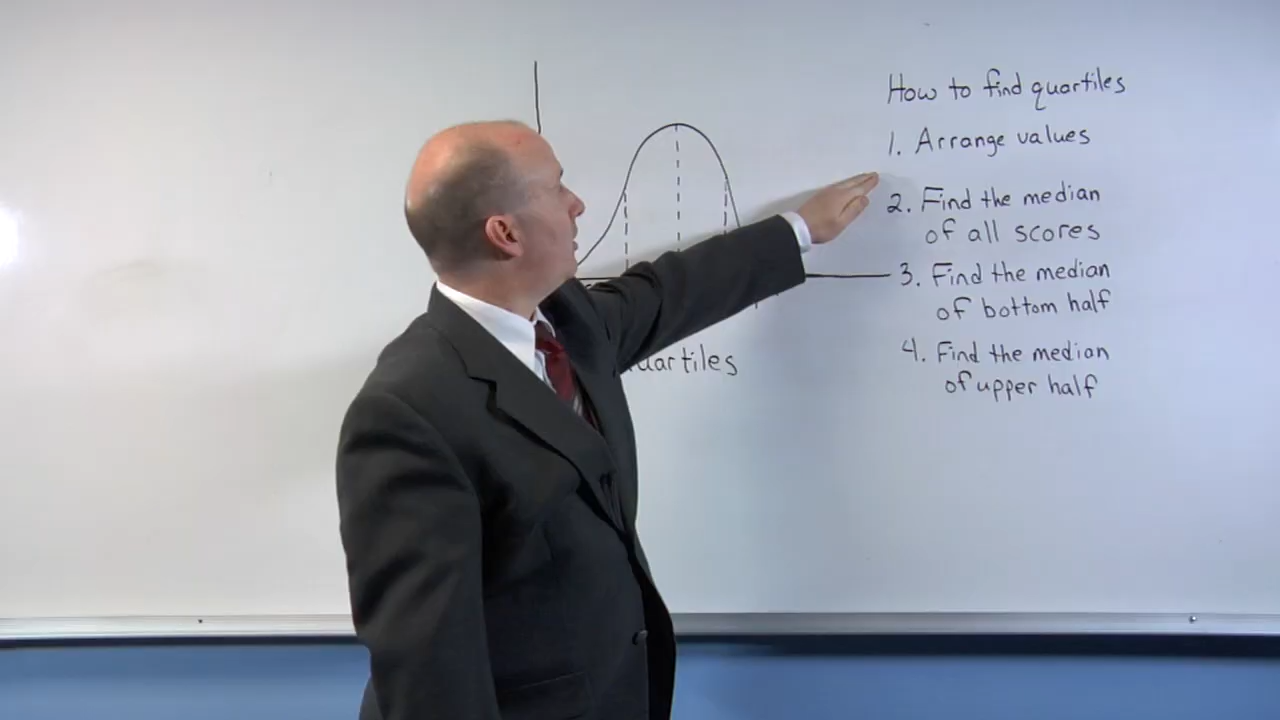 How to find quartiles
1. Arrange values
2. Find the median
of all scores
3. Find the median
of bottom half
4. Find the median
of upper half